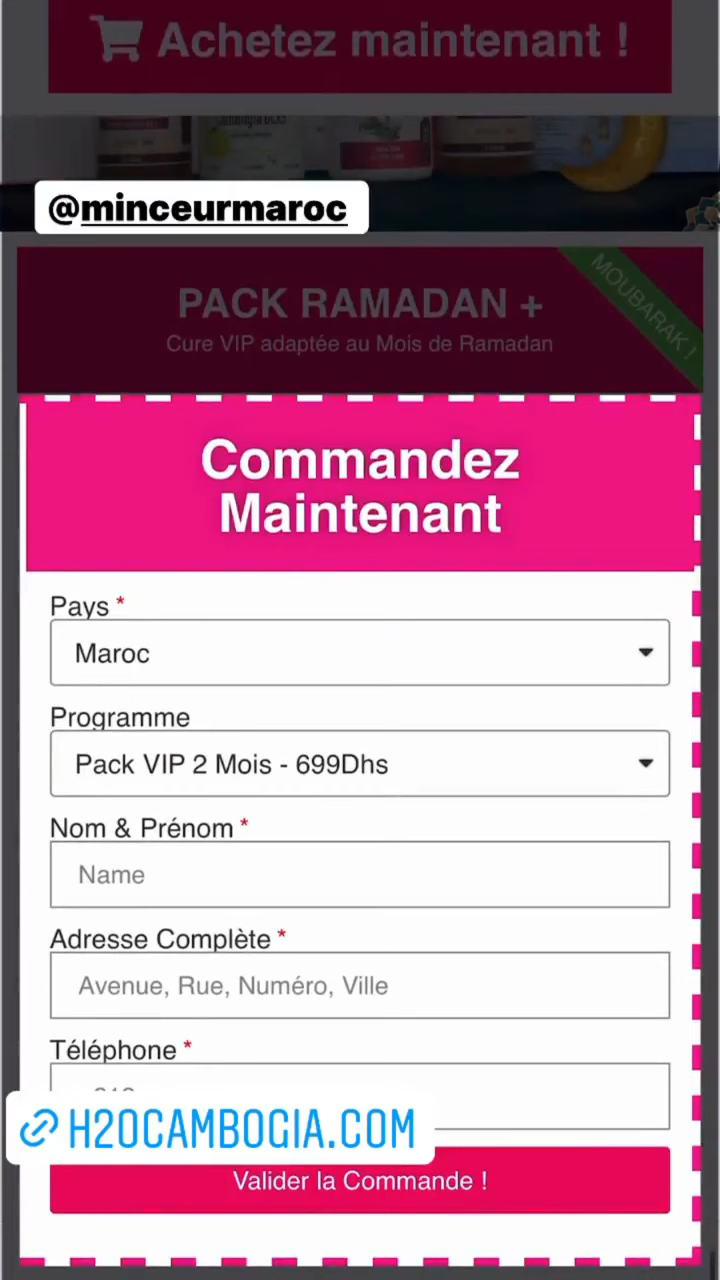 Achetez maintenant !
@minceurmaroc
PACK RAMADAN +
Cure VIP adaptée au Mois de Ramadan
MOUBARAK !
Commandez
Maintenant
Pays *
Maroc
Programme
Pack VIP 2 Mois - 699Dhs
Nom & Prénom *
Name
Adresse Complète *
Avenue, Rue, Numéro, Ville
Téléphone *
H2OCAMBOGIA.COM
Valider la Commande !